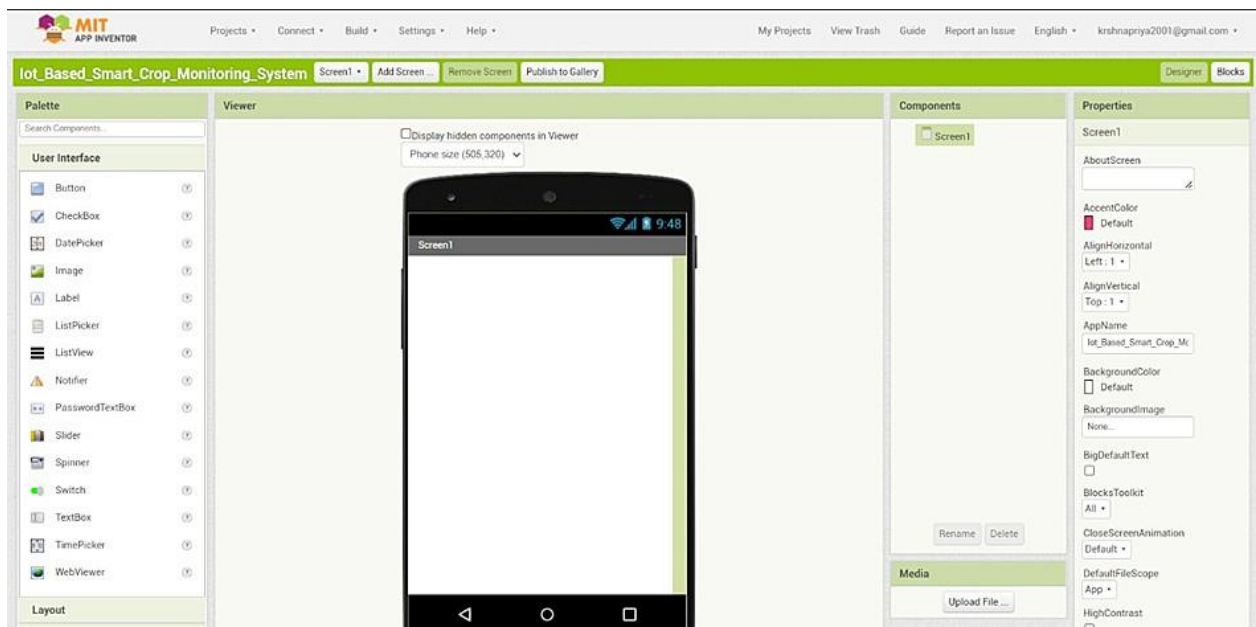 MIT
APP INVENTOR
Projects Connect Build Settings Help My Projects View Trash Guide Report an Issue English krshnapriya2001@gmail.com
Iot_Based_Smart_Crop_Monitoring_System Screen1 Add Screen ... Remove Screen Publish to Gallery Designer Blocks
Palette
Search Components...
User Interface
Button
CheckBox
DatePicker
Image
Label
ListPicker
ListView
Notifier
PasswordTextBox
Slider
Spinner
Switch
TextBox
TimePicker
WebViewer
Layout
Viewer
Display hidden components in Viewer
Phone size (505,320)
9:48
Screen1
Components
Screen1
Rename Delete
Media
Upload File ...
Properties
Screen1
AboutScreen
AccentColor
Default
AlignHorizontal
Left : 1
AlignVertical
Top : 1
AppName
Iot_Based_Smart_Crop_Mc
BackgroundColor
Default
BackgroundImage
None...
BigDefaultText
BlocksToolkit
All
CloseScreenAnimation
Default
DefaultFileScope
App
HighContrast